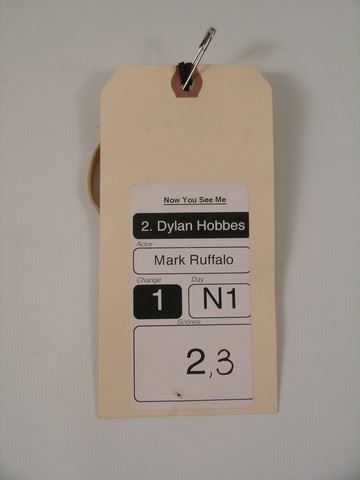 Now You See Me
2. Dylan Hobbes
Actor
Mark Ruffalo
Change Day
1 N1
Scenes
2,3